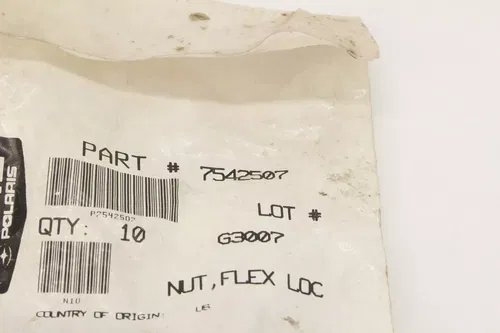 PART # 7542507
P7542507
LOT #
QTY: 10
G3007
N10
NUT, FLEX LOC
COUNTRY OF ORIGIN: US
POLARIS